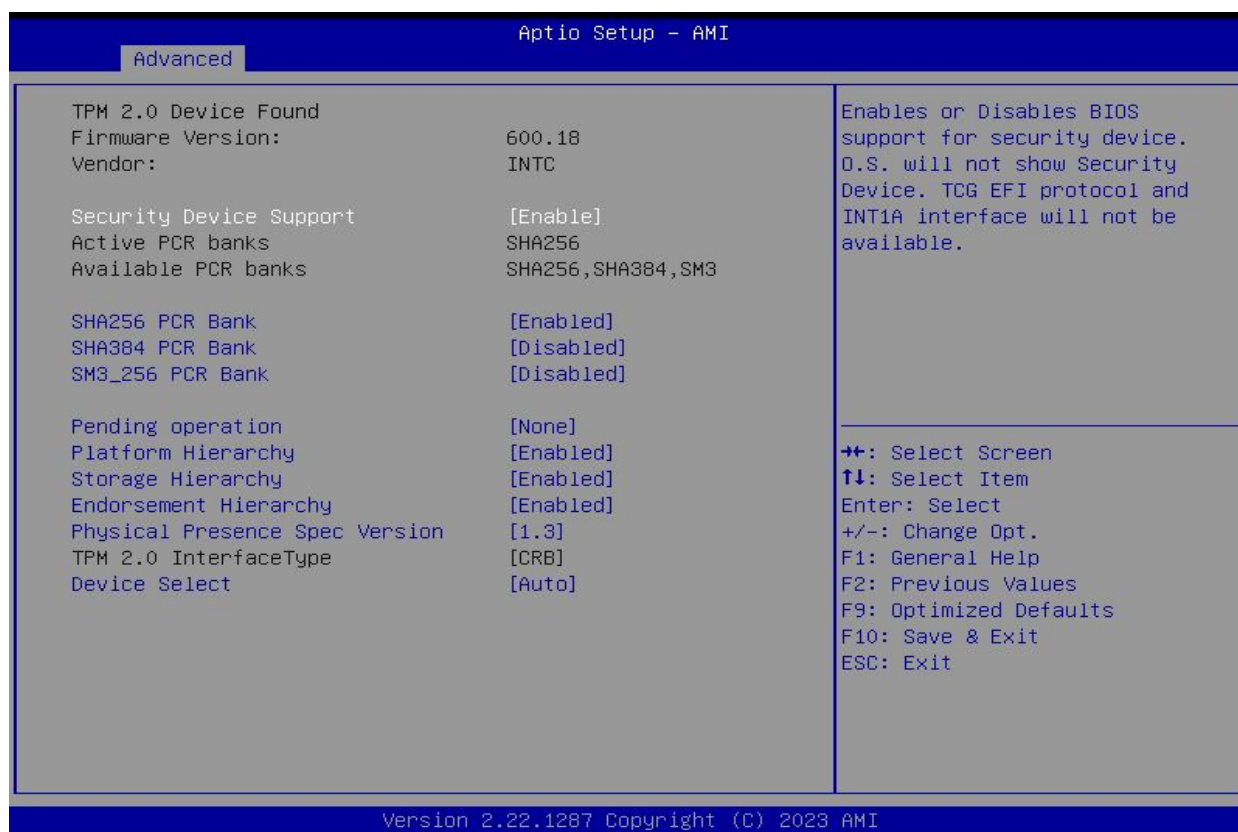 Aptio Setup – AMI
Advanced
TPM 2.0 Device Found
Firmware Version: 600.18
Vendor: INTC
Security Device Support [Enable]
Active PCR banks SHA256
Available PCR banks SHA256,SHA384,SM3
SHA256 PCR Bank [Enabled]
SHA384 PCR Bank [Disabled]
SM3_256 PCR Bank [Disabled]
Pending operation [None]
Platform Hierarchy [Enabled]
Storage Hierarchy [Enabled]
Endorsement Hierarchy [Enabled]
Physical Presence Spec Version [1.3]
TPM 2.0 InterfaceType [CRB]
Device Select [Auto]
Enables or Disables BIOS
support for security device.
O.S. will not show Security
Device. TCG EFI protocol and
INT1A interface will not be
available.
→←: Select Screen
↑↓: Select Item
Enter: Select
+/-: Change Opt.
F1: General Help
F2: Previous Values
F9: Optimized Defaults
F10: Save & Exit
ESC: Exit
Version 2.22.1287 Copyright (C) 2023 AMI